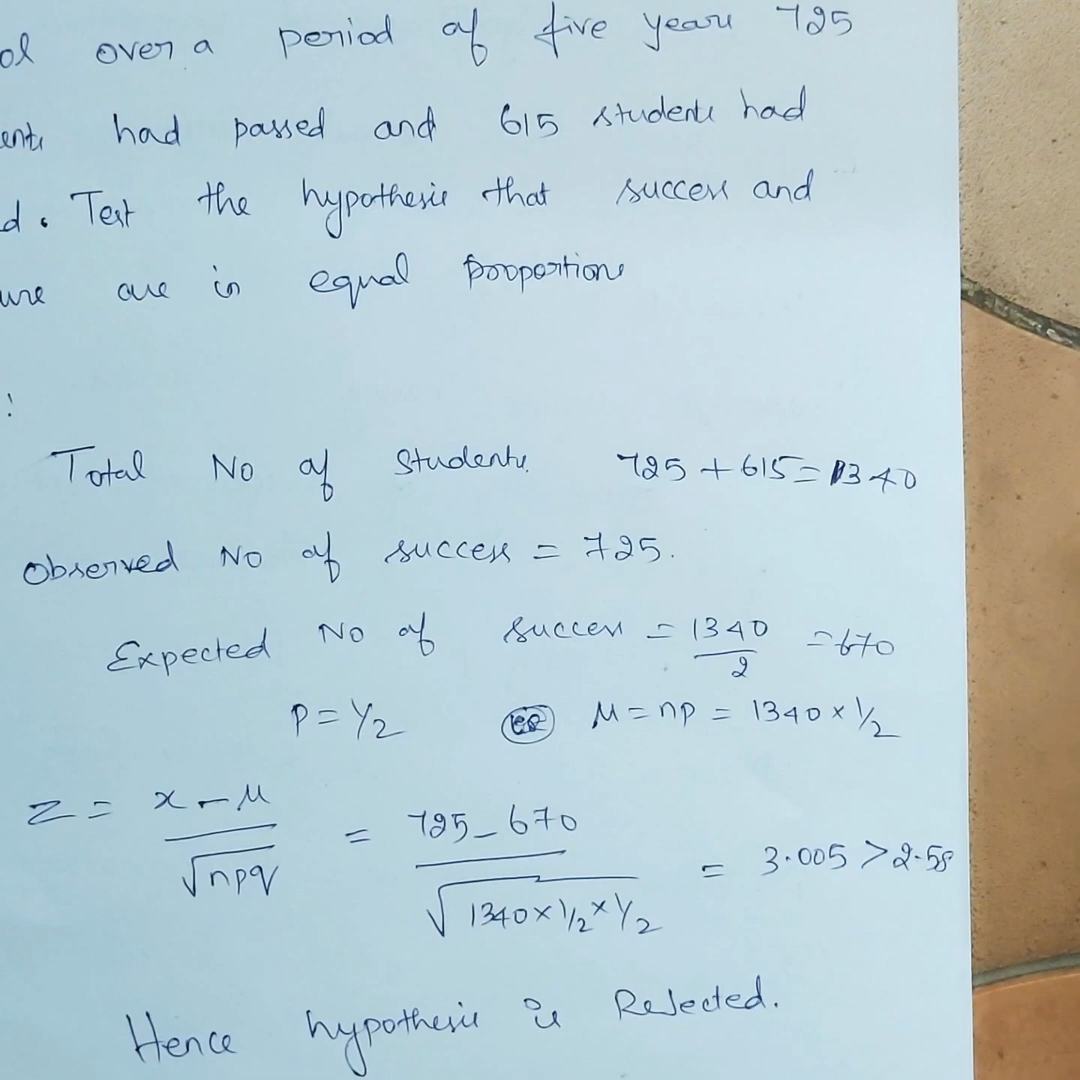 ol over a period of five years 725
ents had passed and 615 students had
d. Test the hypothesis that success and
ure are in equal proportions
:
Total No of Students 725 + 615 = 1340
Observed No of success = 725.
Expected No of success = 1340/2 = 670
P = 1/2 μ = np = 1340 × 1/2
Z = x - μ / √npq = 725 - 670 / √1340 × 1/2 × 1/2 = 3.005 > 2.58
Hence hypothesis is Rejected.